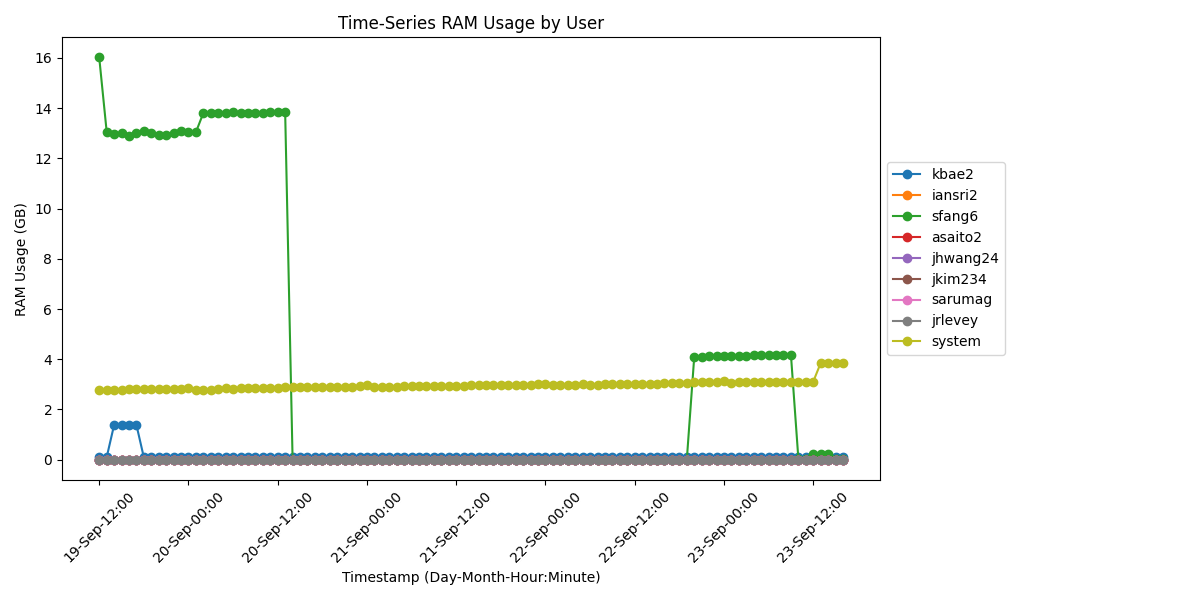 Time-Series RAM Usage by User
RAM Usage (GB)
16
14
12
10
8
6
4
2
0
19-Sep-12:00
20-Sep-00:00
20-Sep-12:00
21-Sep-00:00
21-Sep-12:00
22-Sep-00:00
22-Sep-12:00
23-Sep-00:00
23-Sep-12:00
Timestamp (Day-Month-Hour:Minute)
kbae2
iansri2
sfang6
asaito2
jhwang24
jkim234
sarumag
jrlevey
system